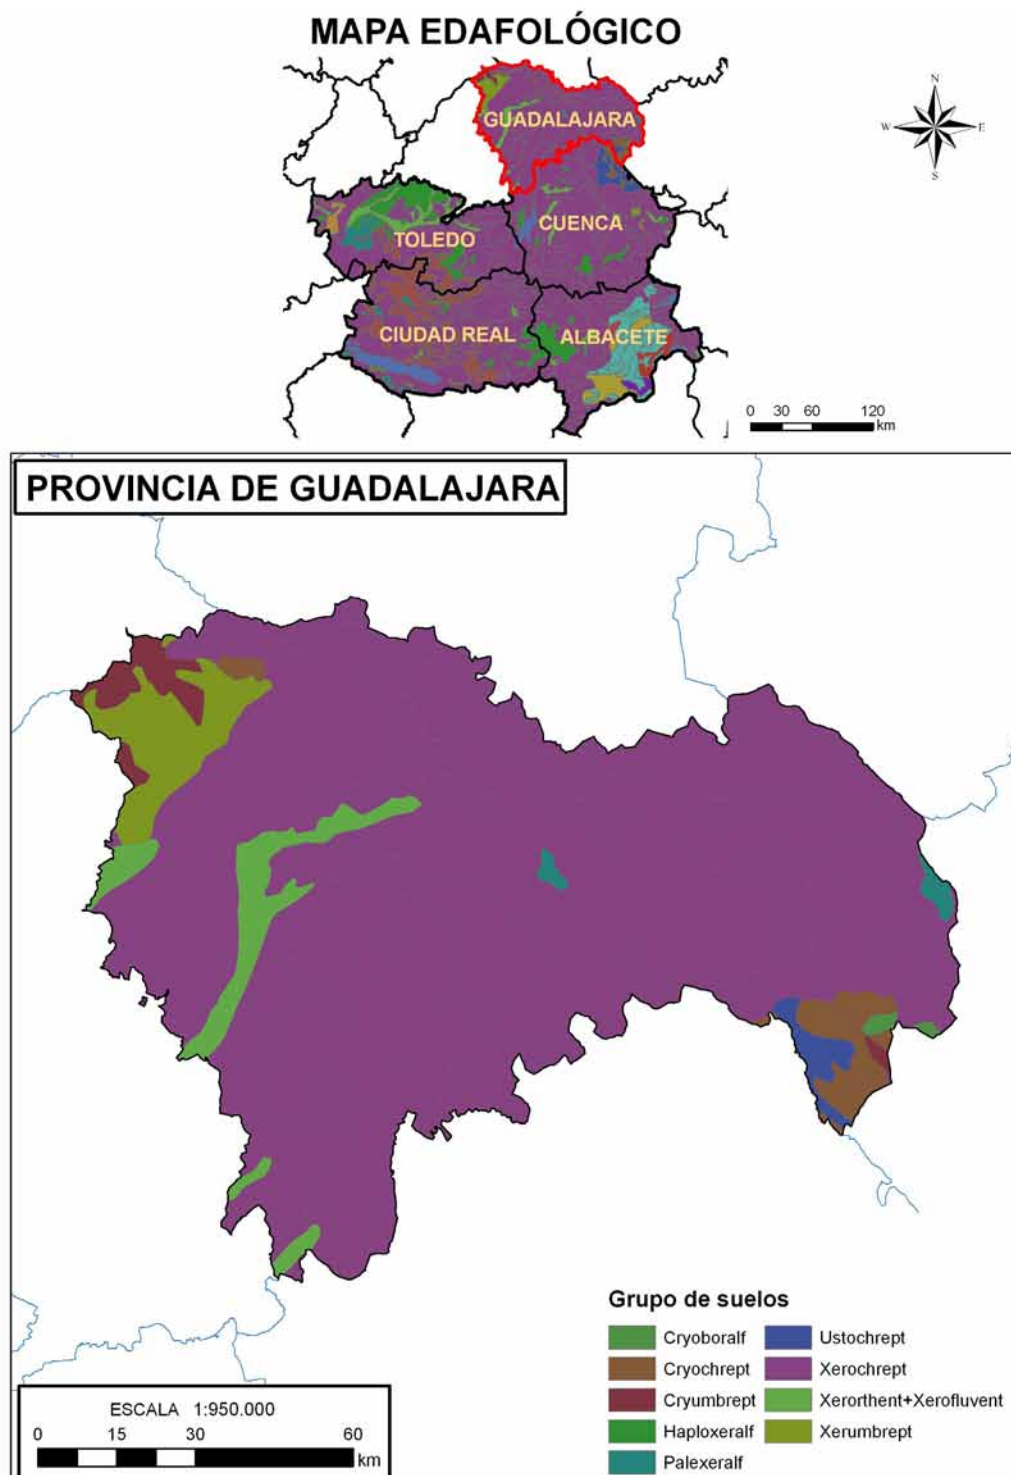 MAPA EDAFOLÓGICO
GUADALAJARA
CUENCA
TOLEDO
CIUDAD REAL
ALBACETE
N
W
E
S
0 30 60 120
km
PROVINCIA DE GUADALAJARA
Grupo de suelos
Cryoboralf
Cryochrept
Cryumbrept
Haploxeralf
Palexeralf
Ustochrept
Xerochrept
Xerorthent+Xerofluvent
Xerumbrept
ESCALA 1:950.000
0 15 30 60
km